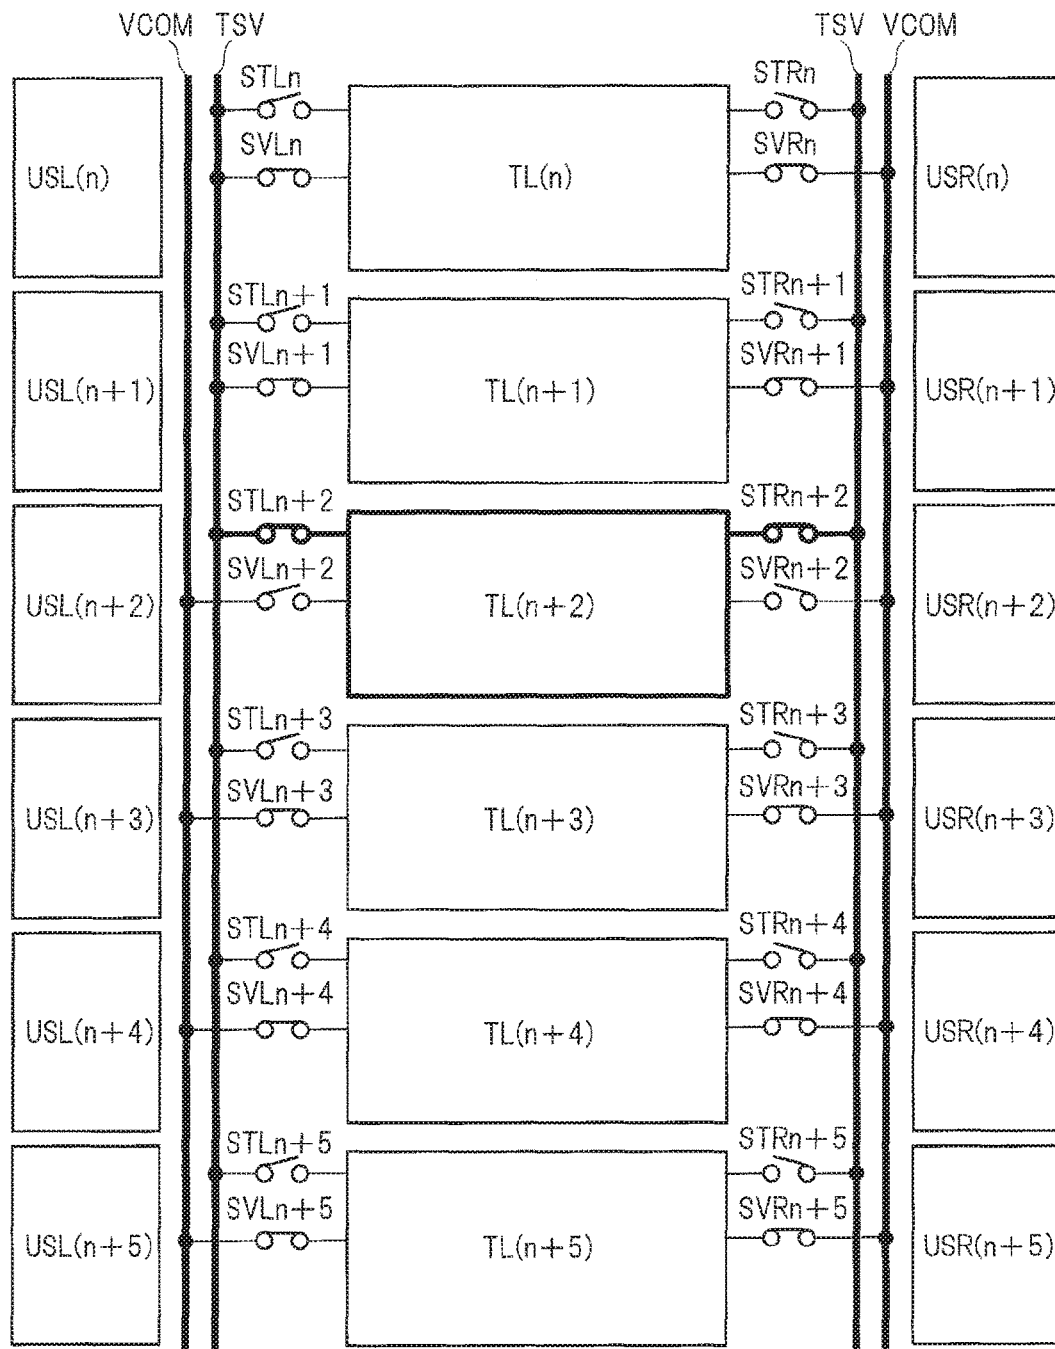 VCOM TSV TSV VCOM
STLn STRn
SVLn SVRn
USL(n) TL(n) USR(n)
STLn+1 STRn+1
SVLn+1 SVRn+1
USL(n+1) TL(n+1) USR(n+1)
STLn+2 STRn+2
SVLn+2 SVRn+2
USL(n+2) TL(n+2) USR(n+2)
STLn+3 STRn+3
SVLn+3 SVRn+3
USL(n+3) TL(n+3) USR(n+3)
STLn+4 STRn+4
SVLn+4 SVRn+4
USL(n+4) TL(n+4) USR(n+4)
STLn+5 STRn+5
SVLn+5 SVRn+5
USL(n+5) TL(n+5) USR(n+5)